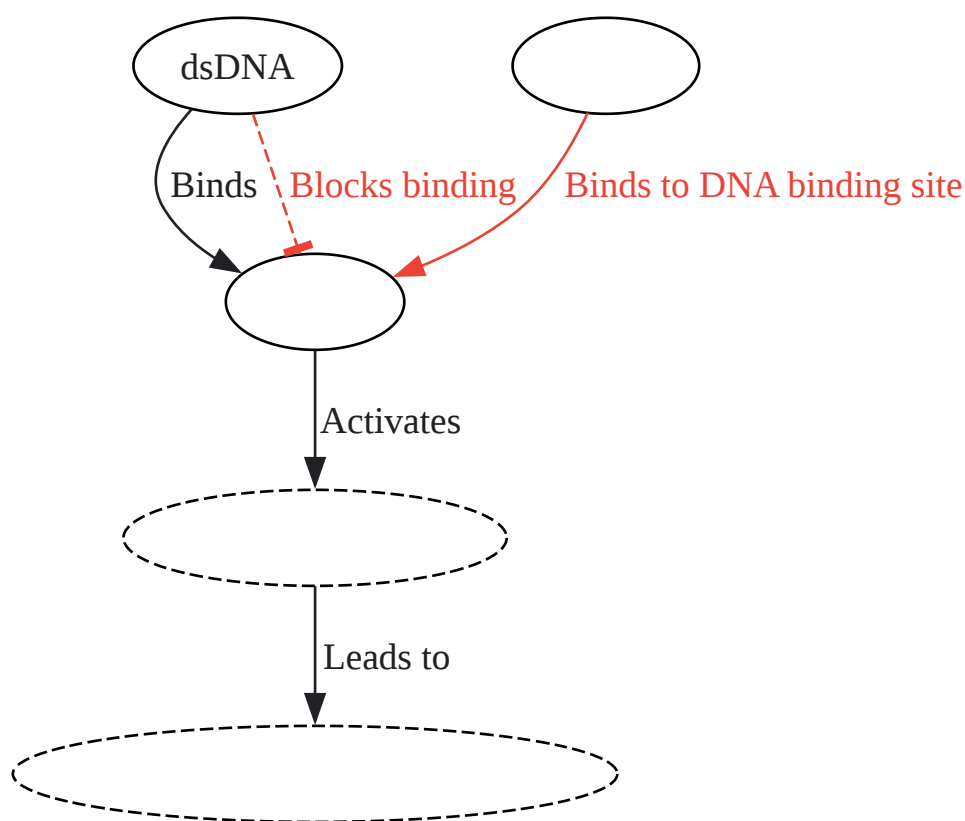 dsDNA
Binds
Blocks binding
Binds to DNA binding site
Activates
Leads to